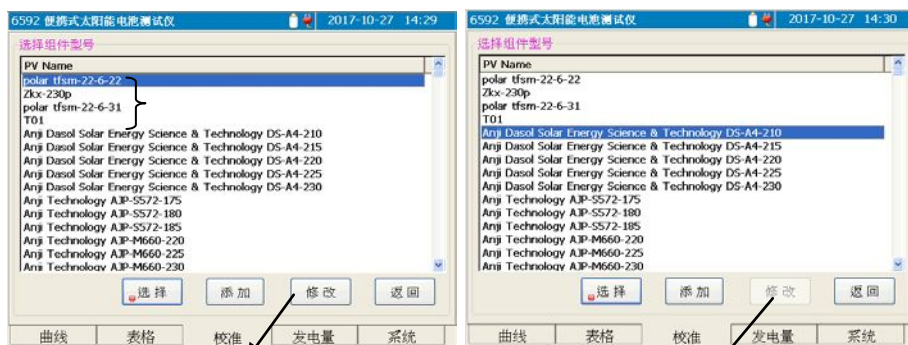 6592 便携式太阳能电池测试仪 2017-10-27 14:29
选择组件型号
PV Name
polar tfsm-22-6-22
Zkx-230p
polar tfsm-22-6-31
T01
Anji Dasol Solar Energy Science & Technology DS-A4-210
Anji Dasol Solar Energy Science & Technology DS-A4-215
Anji Dasol Solar Energy Science & Technology DS-A4-220
Anji Dasol Solar Energy Science & Technology DS-A4-225
Anji Dasol Solar Energy Science & Technology DS-A4-230
Anji Technology AJP-S572-175
Anji Technology AJP-S572-180
Anji Technology AJP-S572-185
Anji Technology AJP-M660-220
Anji Technology AJP-M660-225
Anji Technology AJP-M660-230
选择 添加 修改 返回
曲线 表格 校准 发电量 系统
6592 便携式太阳能电池测试仪 2017-10-27 14:30
选择组件型号
PV Name
polar tfsm-22-6-22
Zkx-230p
polar tfsm-22-6-31
T01
Anji Dasol Solar Energy Science & Technology DS-A4-210
Anji Dasol Solar Energy Science & Technology DS-A4-215
Anji Dasol Solar Energy Science & Technology DS-A4-220
Anji Dasol Solar Energy Science & Technology DS-A4-225
Anji Dasol Solar Energy Science & Technology DS-A4-230
Anji Technology AJP-S572-175
Anji Technology AJP-S572-180
Anji Technology AJP-S572-185
Anji Technology AJP-M660-220
Anji Technology AJP-M660-225
Anji Technology AJP-M660-230
选择 添加 修改 返回
曲线 表格 校准 发电量 系统